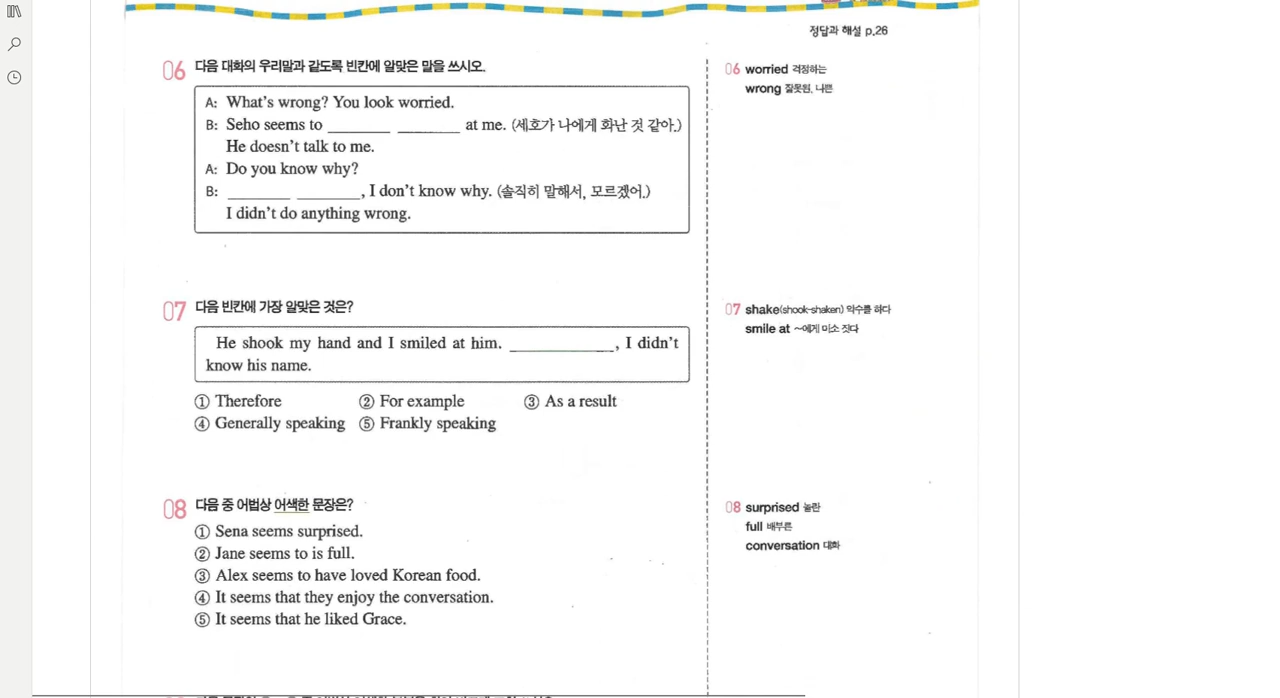 정답과 해설 p.26
06 다음 대화의 우리말과 같도록 빈칸에 알맞은 말을 쓰시오.
A: What's wrong? You look worried.
B: Seho seems to ________ ________ at me. (세호가 나에게 화난 것 같아.)
He doesn't talk to me.
A: Do you know why?
B: ________ ________, I don't know why. (솔직히 말해서, 모르겠어.)
I didn't do anything wrong.
06 worried 걱정하는
wrong 잘못된, 나쁜
07 다음 빈칸에 가장 알맞은 것은?
He shook my hand and I smiled at him. ____________, I didn't
know his name.
① Therefore ② For example ③ As a result
④ Generally speaking ⑤ Frankly speaking
07 shake(shook-shaken) 악수를 하다
smile at ~에게 미소 짓다
08 다음 중 어법상 어색한 문장은?
① Sena seems surprised.
② Jane seems to is full.
③ Alex seems to have loved Korean food.
④ It seems that they enjoy the conversation.
⑤ It seems that he liked Grace.
08 surprised 놀란
full 배부른
conversation 대화